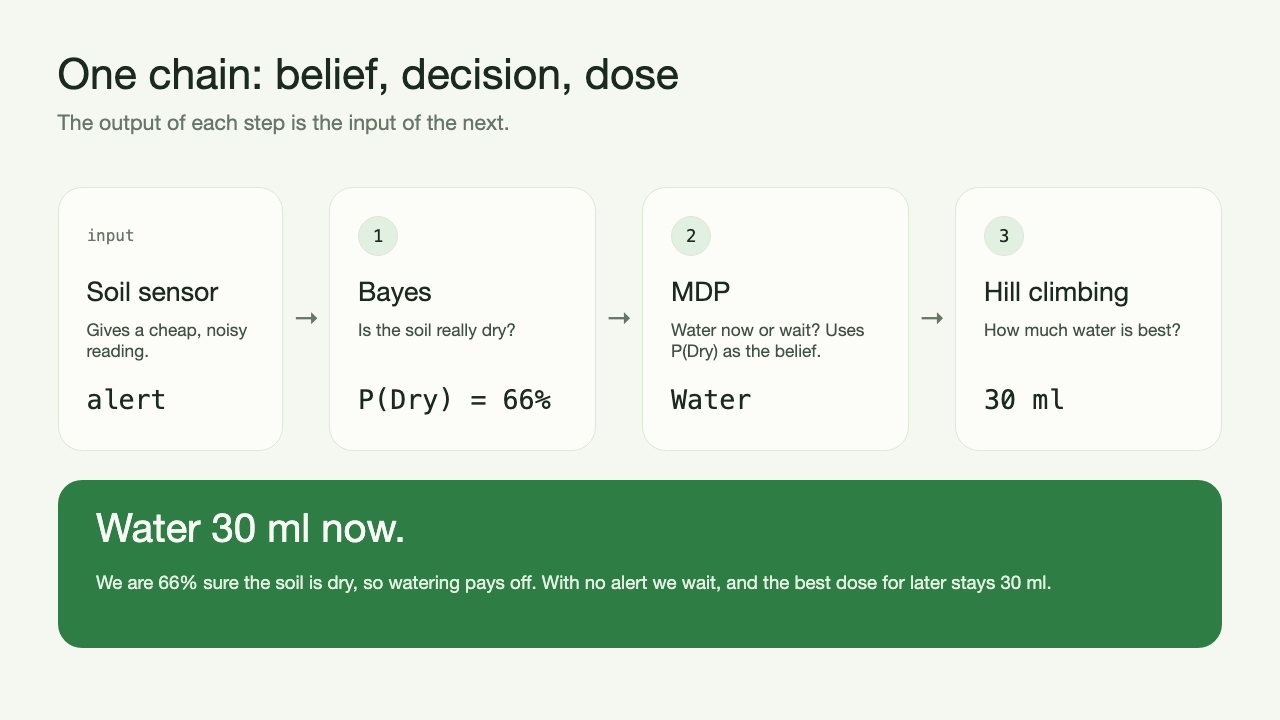 One chain: belief, decision, dose
The output of each step is the input of the next.
input
Soil sensor
Gives a cheap, noisy
reading.
alert
→
1
Bayes
Is the soil really dry?
P(Dry) = 66%
→
2
MDP
Water now or wait? Uses
P(Dry) as the belief.
Water
→
3
Hill climbing
How much water is best?
30 ml
Water 30 ml now.
We are 66% sure the soil is dry, so watering pays off. With no alert we wait, and the best dose for later stays 30 ml.